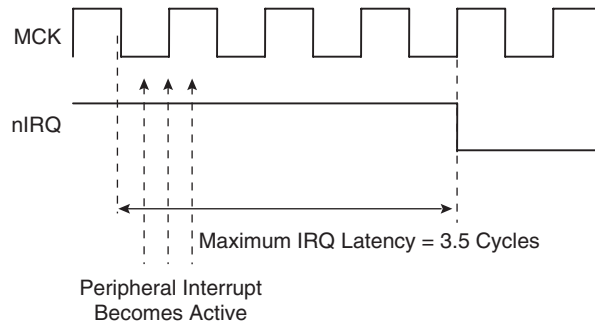 MCK
nIRQ
Maximum IRQ Latency = 3.5 Cycles
Peripheral Interrupt
Becomes Active